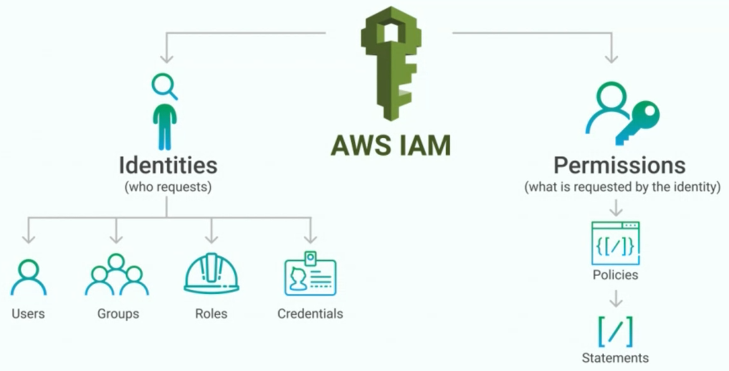 AWS IAM
Identities
(who requests)
Users
Groups
Roles
Credentials
Permissions
(what is requested by the identity)
{[/]}
Policies
[/]
Statements